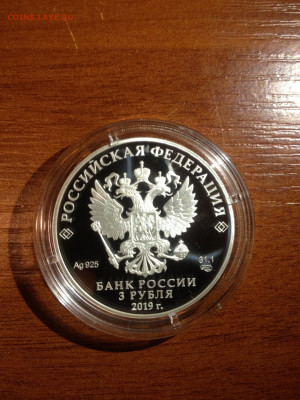 РОССИЙСКАЯ ФЕДЕРАЦИЯ
Ag 925
31,1
БАНК РОССИИ
3 РУБЛЯ
2019 г.